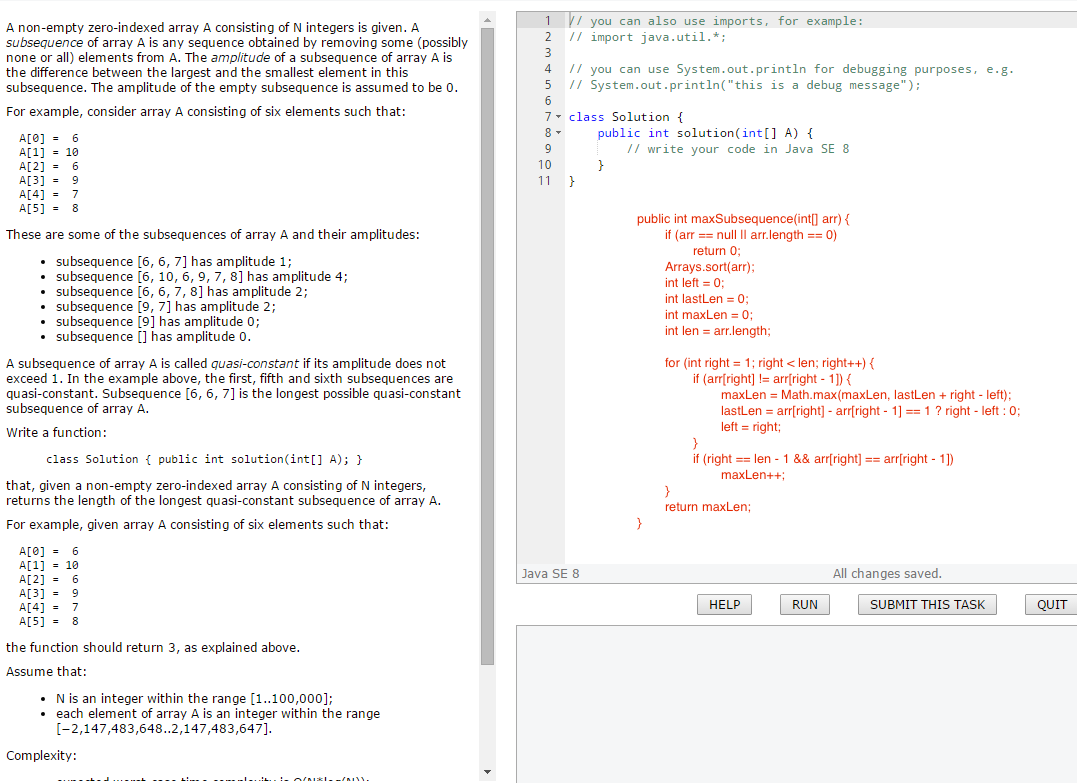 A non-empty zero-indexed array A consisting of N integers is given. A
subsequence of array A is any sequence obtained by removing some (possibly
none or all) elements from A. The amplitude of a subsequence of array A is
the difference between the largest and the smallest element in this
subsequence. The amplitude of the empty subsequence is assumed to be 0.
For example, consider array A consisting of six elements such that:
A[0] = 6
A[1] = 10
A[2] = 6
A[3] = 9
A[4] = 7
A[5] = 8
These are some of the subsequences of array A and their amplitudes:
• subsequence [6, 6, 7] has amplitude 1;
• subsequence [6, 10, 6, 9, 7, 8] has amplitude 4;
• subsequence [6, 6, 7, 8] has amplitude 2;
• subsequence [9, 7] has amplitude 2;
• subsequence [9] has amplitude 0;
• subsequence [] has amplitude 0.
A subsequence of array A is called quasi-constant if its amplitude does not
exceed 1. In the example above, the first, fifth and sixth subsequences are
quasi-constant. Subsequence [6, 6, 7] is the longest possible quasi-constant
subsequence of array A.
Write a function:
class Solution { public int solution(int[] A); }
that, given a non-empty zero-indexed array A consisting of N integers,
returns the length of the longest quasi-constant subsequence of array A.
For example, given array A consisting of six elements such that:
A[0] = 6
A[1] = 10
A[2] = 6
A[3] = 9
A[4] = 7
A[5] = 8
the function should return 3, as explained above.
Assume that:
• N is an integer within the range [1..100,000];
• each element of array A is an integer within the range
[−2,147,483,648..2,147,483,647].
Complexity:
expected worst-case time complexity is O(N*log(N));
1 // you can also use imports, for example:
2 // import java.util.*;
3
4 // you can use System.out.println for debugging purposes, e.g.
5 // System.out.println("this is a debug message");
6
7 class Solution {
8 public int solution(int[] A) {
9 // write your code in Java SE 8
10 }
11 }
public int maxSubsequence(int[] arr) {
if (arr == null || arr.length == 0)
return 0;
Arrays.sort(arr);
int left = 0;
int lastLen = 0;
int maxLen = 0;
int len = arr.length;
for (int right = 1; right < len; right++) {
if (arr[right] != arr[right - 1]) {
maxLen = Math.max(maxLen, lastLen + right - left);
lastLen = arr[right] - arr[right - 1] == 1 ? right - left : 0;
left = right;
}
if (right == len - 1 && arr[right] == arr[right - 1])
maxLen++;
}
return maxLen;
}
Java SE 8 All changes saved.
HELP RUN SUBMIT THIS TASK QUIT